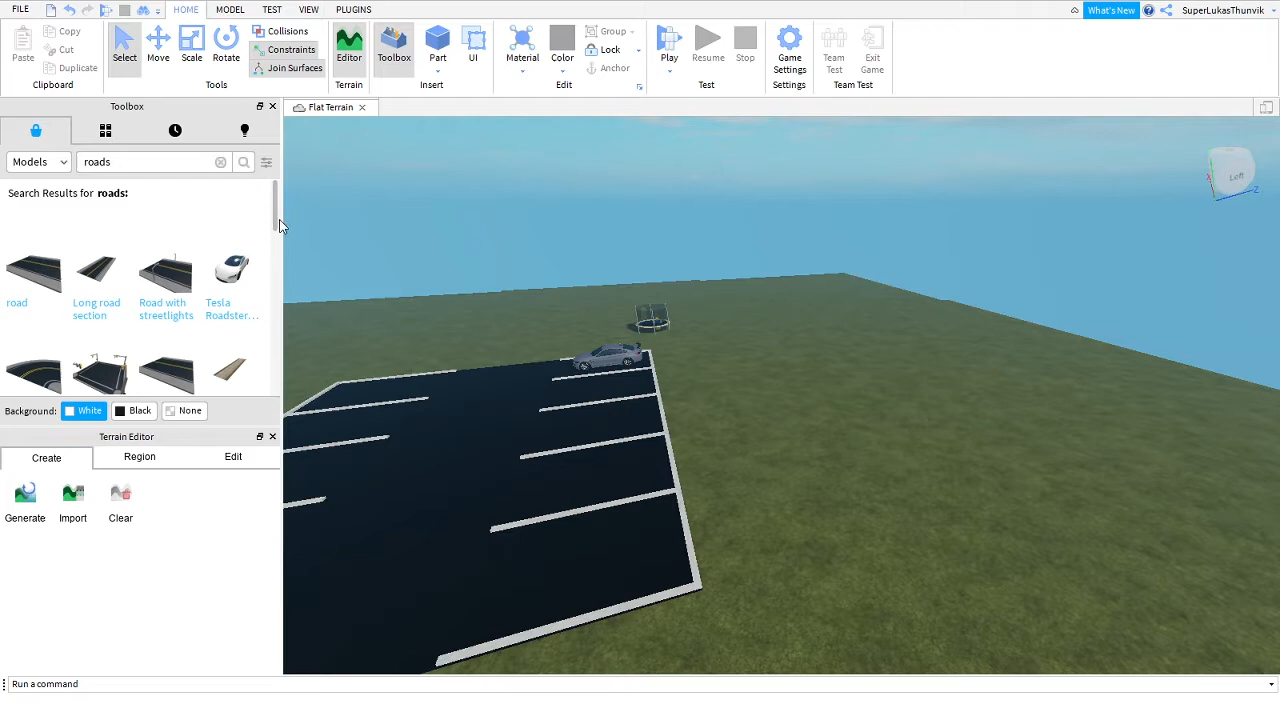 FILE HOME MODEL TEST VIEW PLUGINS What's New SuperLukasThunvik
Paste Copy Cut Duplicate Clipboard
Select Move Scale Rotate Collisions Constraints Join Surfaces Tools
Editor Terrain
Toolbox Part UI Insert
Material Color Group Lock Anchor Edit
Play Resume Stop Test
Game Settings Settings
Team Test Exit Game Team Test
Toolbox
Flat Terrain
Models roads
Search Results for roads:
road Long road section Road with streetlights Tesla Roadster...
Background: White Black None
Terrain Editor
Create Region Edit
Generate Import Clear
Left
X Z
Run a command